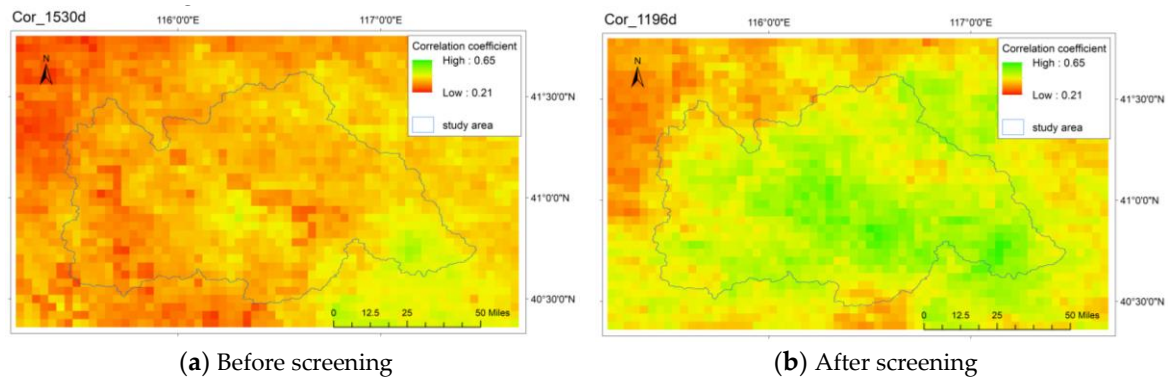 Cor_1530d
116°0'0"E
117°0'0"E
N
Correlation coefficient
High : 0.65
Low : 0.21
study area
41°30'0"N
41°0'0"N
40°30'0"N
0
12.5
25
50 Miles
(a) Before screening
Cor_1196d
116°0'0"E
117°0'0"E
N
Correlation coefficient
High : 0.65
Low : 0.21
study area
41°30'0"N
41°0'0"N
40°30'0"N
0
12.5
25
50 Miles
(b) After screening